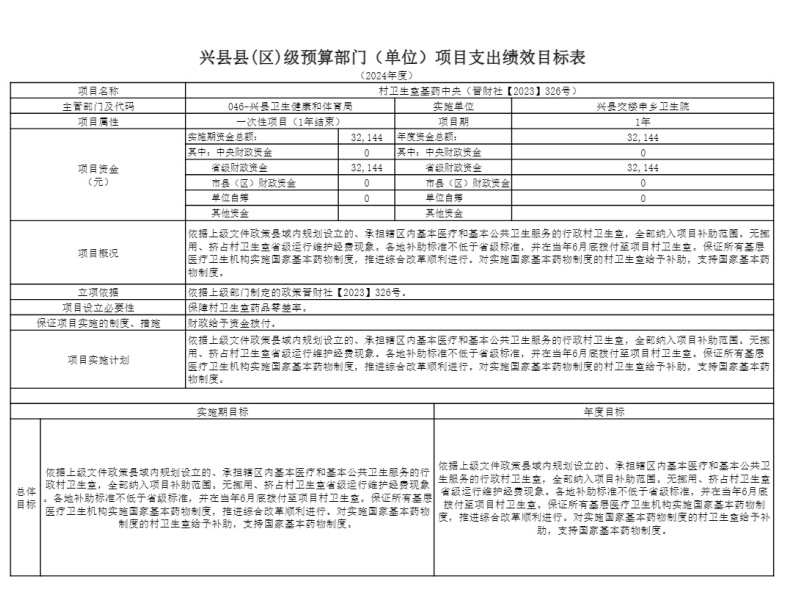 兴县县(区)级预算部门（单位）项目支出绩效目标表
（2024年度）
项目名称 村卫生室基药中央（晋财社【2023】326号）
主管部门及代码 046-兴县卫生健康和体育局 实施单位 兴县交楼申乡卫生院
项目属性 一次性项目（1年结束） 项目期 1年
项目资金
（元）
实施期资金总额： 32,144 年度资金总额： 32,144
其中：中央财政资金 0 其中：中央财政资金 0
省级财政资金 32,144 省级财政资金 32,144
市县（区）财政资金 0 市县（区）财政资金 0
单位自筹 0 单位自筹 0
其他资金 其他资金
项目概况
依据上级文件政策县域内规划设立的、承担辖区内基本医疗和基本公共卫生服务的行政村卫生室，全部纳入项目补助范围。无挪
用、挤占村卫生室省级运行维护经费现象。各地补助标准不低于省级标准，并在当年6月底拨付至项目村卫生室。保证所有基层
医疗卫生机构实施国家基本药物制度，推进综合改革顺利进行。对实施国家基本药物制度的村卫生室给予补助，支持国家基本药
物制度。
立项依据 依据上级部门制定的政策晋财社【2023】326号。
项目设立必要性 保障村卫生室药品零差率。
保证项目实施的制度、措施 财政给予资金拨付。
项目实施计划
依据上级文件政策县域内规划设立的、承担辖区内基本医疗和基本公共卫生服务的行政村卫生室，全部纳入项目补助范围。无挪
用、挤占村卫生室省级运行维护经费现象。各地补助标准不低于省级标准，并在当年6月底拨付至项目村卫生室。保证所有基层
医疗卫生机构实施国家基本药物制度，推进综合改革顺利进行。对实施国家基本药物制度的村卫生室给予补助，支持国家基本药
物制度。
实施期目标 年度目标
总体
目标
依据上级文件政策县域内规划设立的、承担辖区内基本医疗和基本公共卫生服务的行
政村卫生室，全部纳入项目补助范围。无挪用、挤占村卫生室省级运行维护经费现象
。各地补助标准不低于省级标准，并在当年6月底拨付至项目村卫生室。保证所有基层
医疗卫生机构实施国家基本药物制度，推进综合改革顺利进行。对实施国家基本药物
制度的村卫生室给予补助，支持国家基本药物制度。
依据上级文件政策县域内规划设立的、承担辖区内基本医疗和基本公共卫
生服务的行政村卫生室，全部纳入项目补助范围。无挪用、挤占村卫生室
省级运行维护经费现象。各地补助标准不低于省级标准，并在当年6月底
拨付至项目村卫生室。保证所有基层医疗卫生机构实施国家基本药物制
度，推进综合改革顺利进行。对实施国家基本药物制度的村卫生室给予补
助，支持国家基本药物制度。